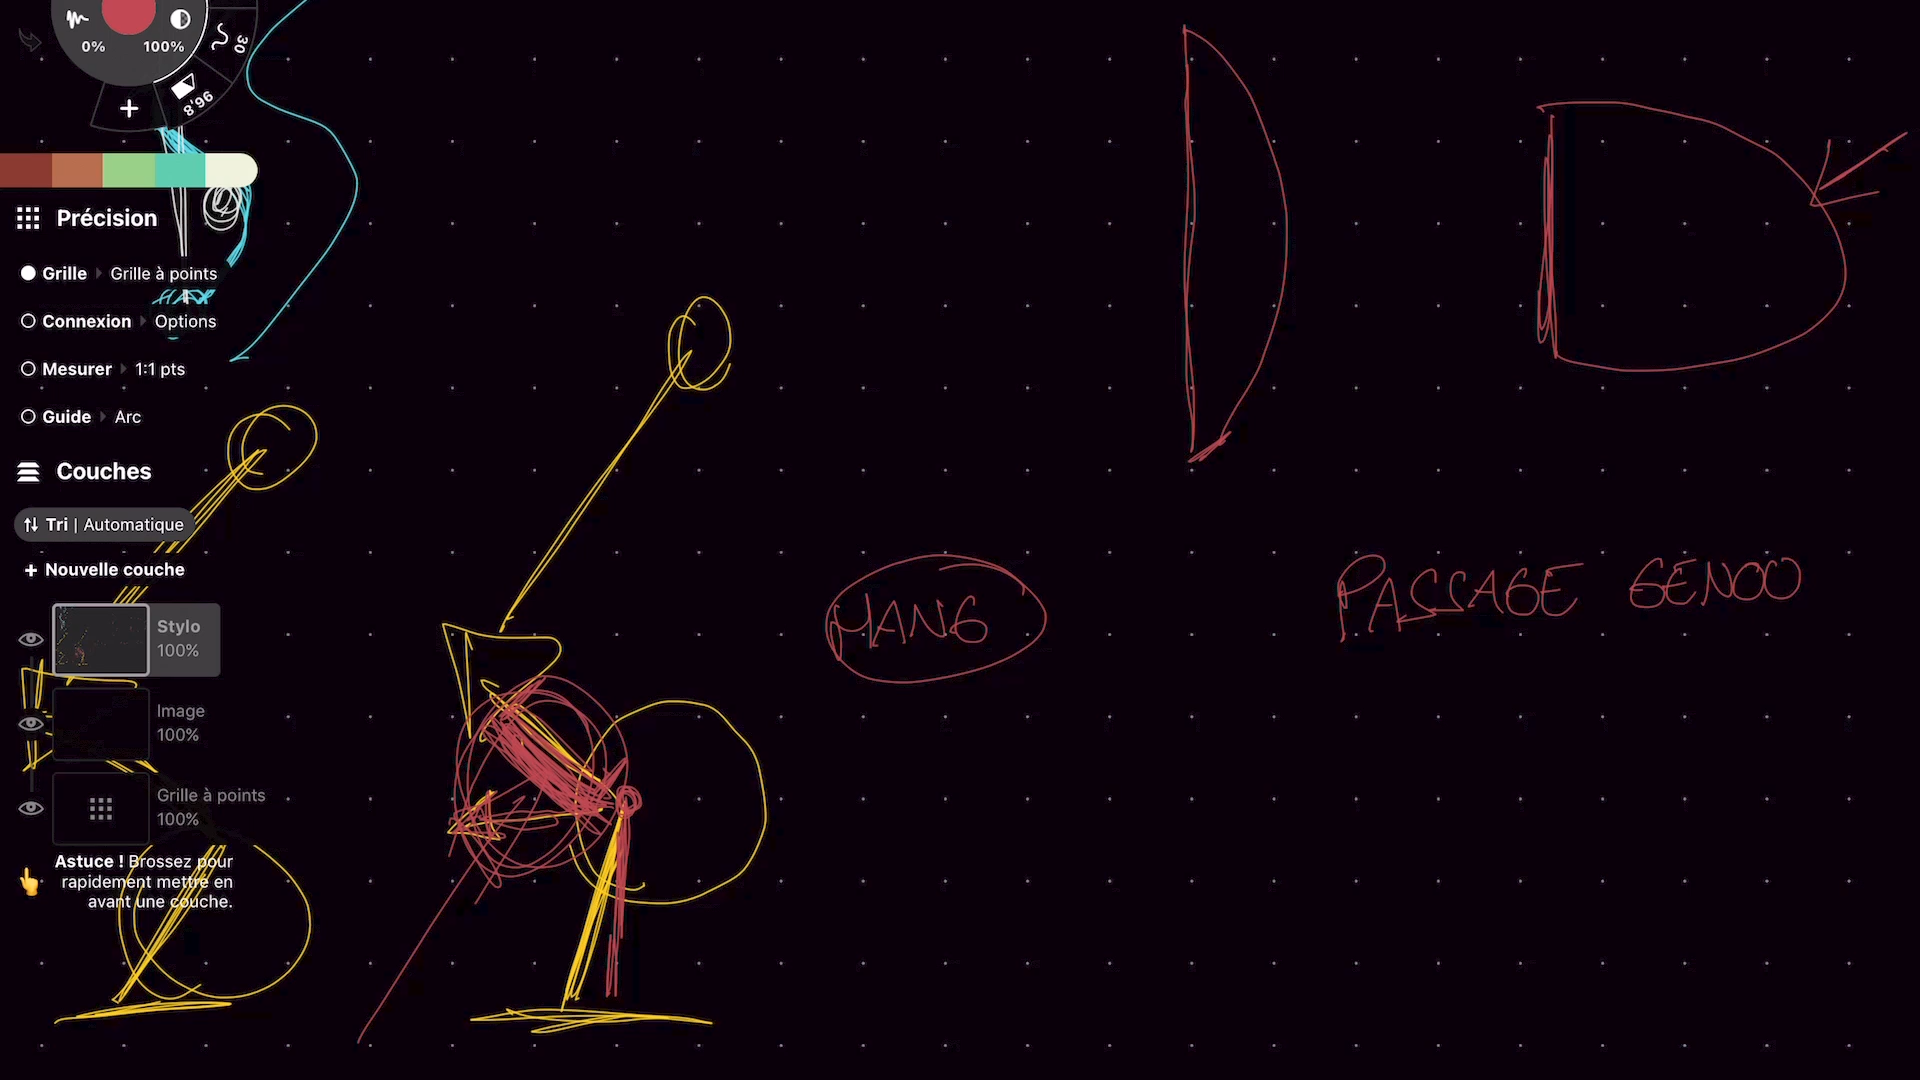 0% 100%
30
8,96
Précision
Grille Grille à points
HAX
Connexion Options
Mesurer 1:1 pts
Guide Arc
Couches
Tri | Automatique
+ Nouvelle couche
Stylo
100%
Image
100%
Grille à points
100%
Astuce ! Brossez pour
rapidement mettre en
avant une couche.
HANG
PASSAGE GENOU